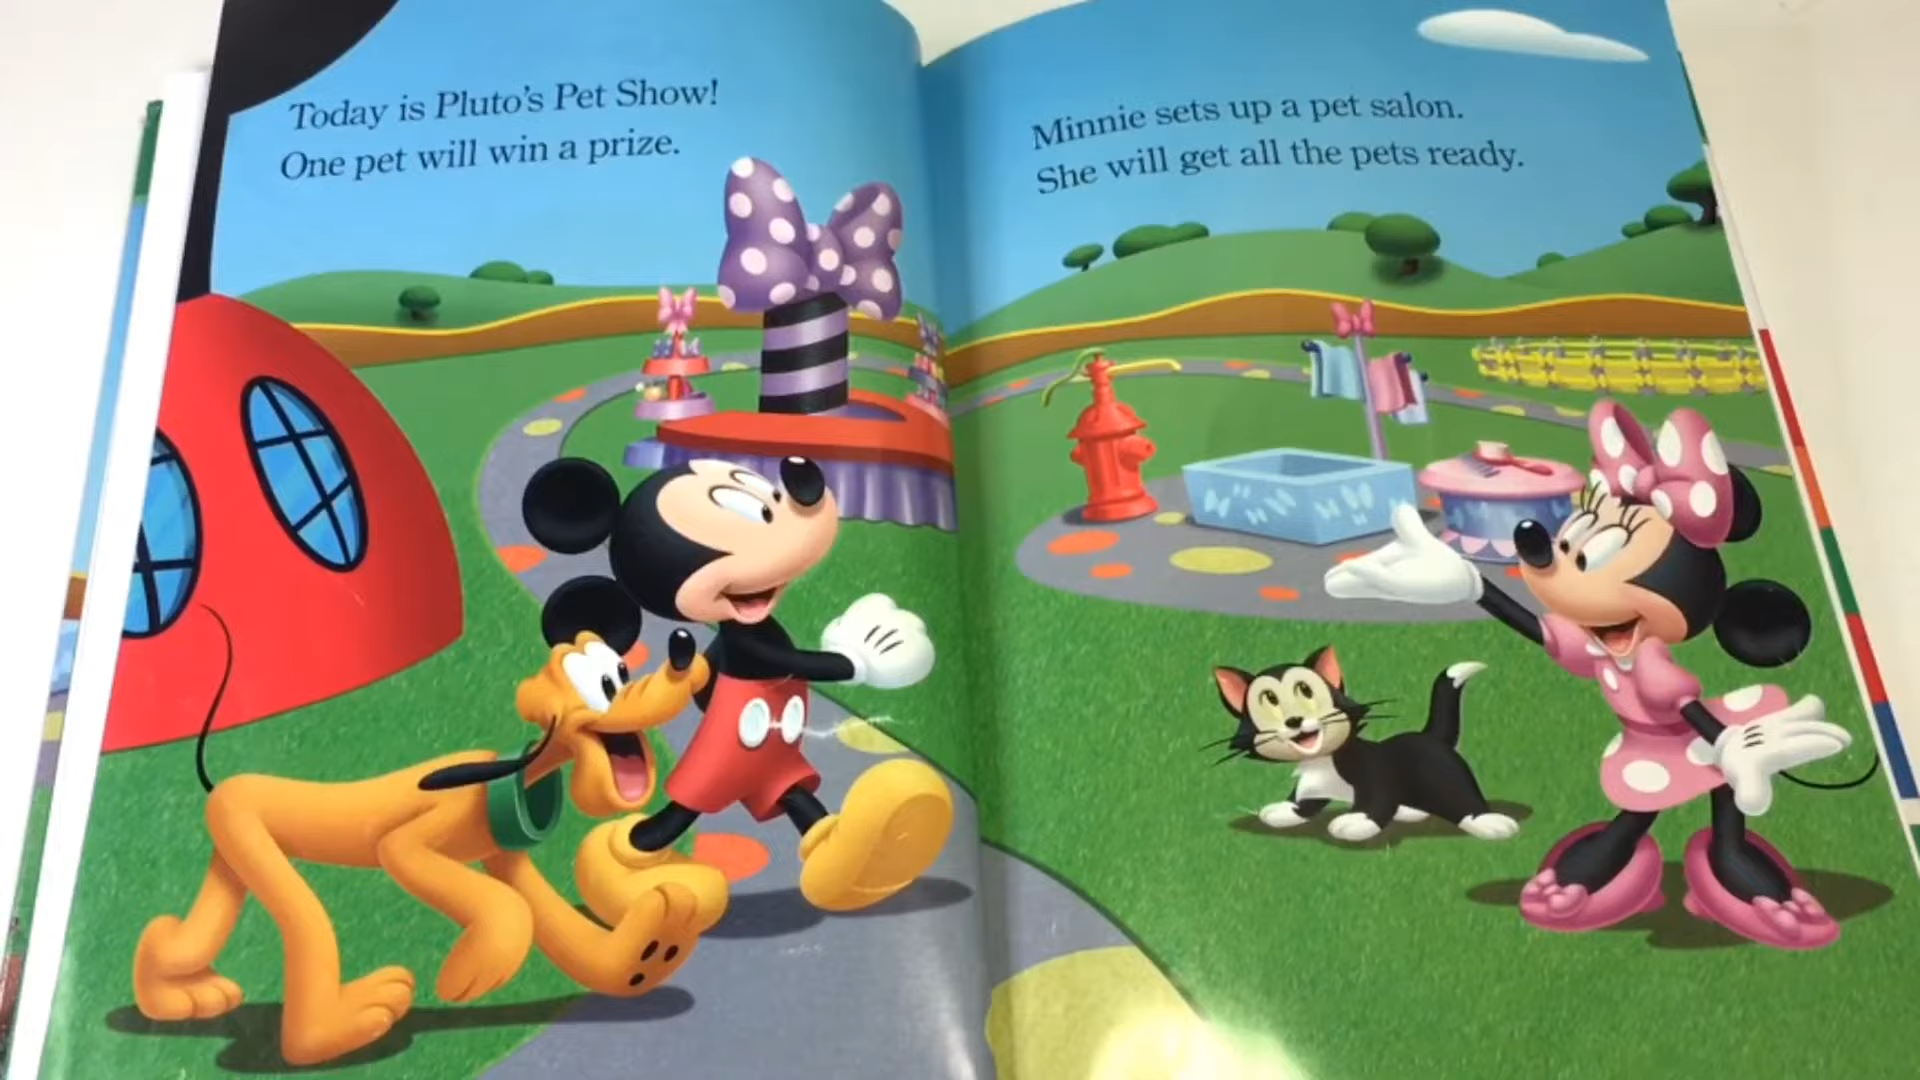 Today is Pluto's Pet Show!
One pet will win a prize.
Minnie sets up a pet salon.
She will get all the pets ready.